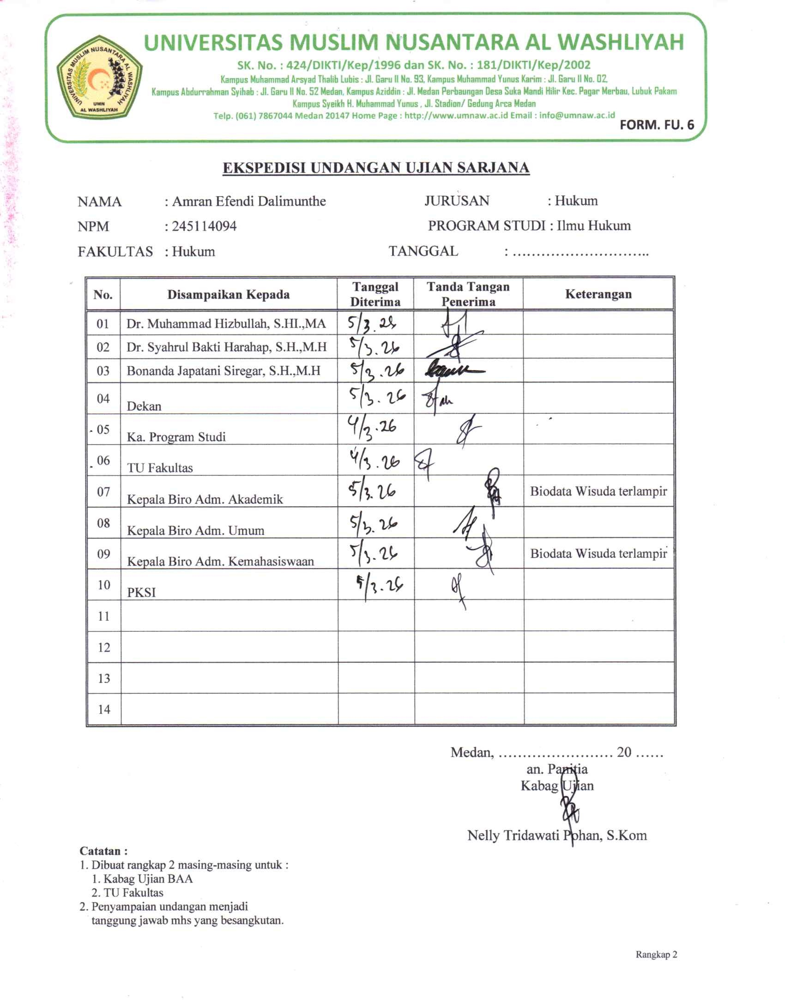 UNIVERSITAS MUSLIM NUSANTARA AL WASHLIYAH
UMN
AL WASHLIYAH
UNIVERSITAS MUSLIM NUSANTARA AL WASHLIYAH
SK. No. : 424/DIKTI/Kep/1996 dan SK. No. : 181/DIKTI/Kep/2002
Kampus Muhammad Arsyad Thalib Lubis : Jl. Garu II No. 93, Kampus Muhammad Yunus Karim : Jl. Garu II No. 02,
Kampus Abdurrahman Syihab : Jl. Garu II No. 52 Medan, Kampus Aziddin : Jl. Medan Perbaungan Desa Suka Mandi Hilir Kec. Pagar Merbau, Lubuk Pakam
Kampus Syeikh H. Muhammad Yunus , Jl. Stadion/ Gedung Arca Medan
Telp. (061) 7867044 Medan 20147 Home Page : http://www.umnaw.ac.id Email : info@umnaw.ac.id
FORM. FU. 6
EKSPEDISI UNDANGAN UJIAN SARJANA
NAMA : Amran Efendi Dalimunthe JURUSAN : Hukum
NPM : 245114094 PROGRAM STUDI : Ilmu Hukum
FAKULTAS : Hukum TANGGAL : .................................
No. Disampaikan Kepada Tanggal Diterima Tanda Tangan Penerima Keterangan
01 Dr. Muhammad Hizbullah, S.HI.,MA 5/3.26
02 Dr. Syahrul Bakti Harahap, S.H.,M.H 5/3.26
03 Bonanda Japatani Siregar, S.H.,M.H 5/3.26
04 Dekan 5/3.26
05 Ka. Program Studi 4/3.26
06 TU Fakultas 4/3.26
07 Kepala Biro Adm. Akademik 5/3.26 Biodata Wisuda terlampir
08 Kepala Biro Adm. Umum 5/3.26
09 Kepala Biro Adm. Kemahasiswaan 5/3.26 Biodata Wisuda terlampir
10 PKSI 5/3.26
11
12
13
14
Medan, ........................ 20 ......
an. Panitia
Kabag Ujian
Nelly Tridawati Pohan, S.Kom
Catatan :
1. Dibuat rangkap 2 masing-masing untuk :
1. Kabag Ujian BAA
2. TU Fakultas
2. Penyampaian undangan menjadi
tanggung jawab mhs yang besangkutan.
Rangkap 2